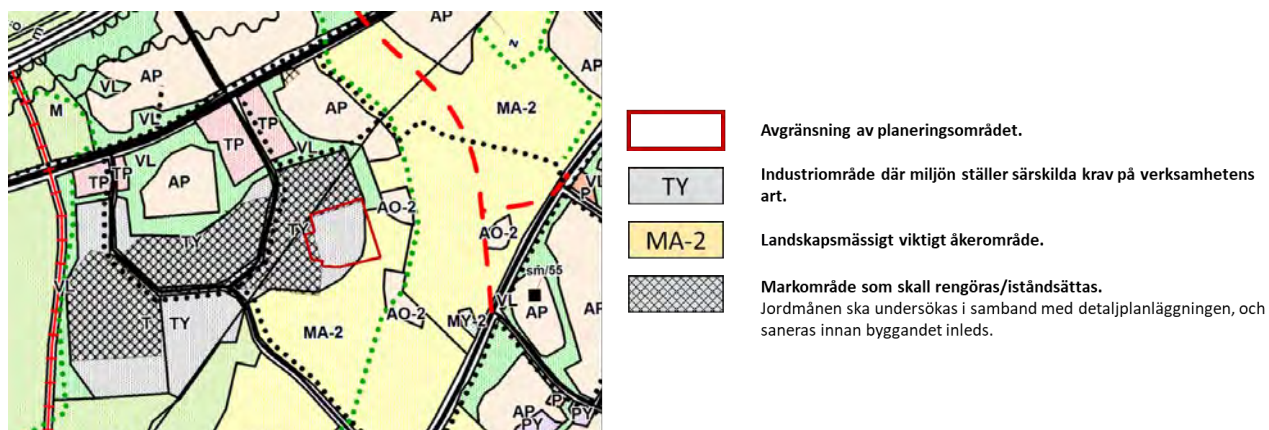 AP
AP
VL
M
VL
AP
MA-2
z
AP
TP
TP
VL
VL
TP
TP
AP
AO-2
VL
P
TY
TY
AO-2
sm/55
VL
AO-2
VL
AP
AP
TY
MA-2
MY-2
AP
P
PY
PY
Avgränsning av planeringsområdet.
TY
Industriområde där miljön ställer särskilda krav på verksamhetens
art.
MA-2
Landskapsmässigt viktigt åkerområde.
Markområde som skall rengöras/iståndsättas.
Jordmånen ska undersökas i samband med detaljplanläggningen, och
saneras innan byggandet inleds.